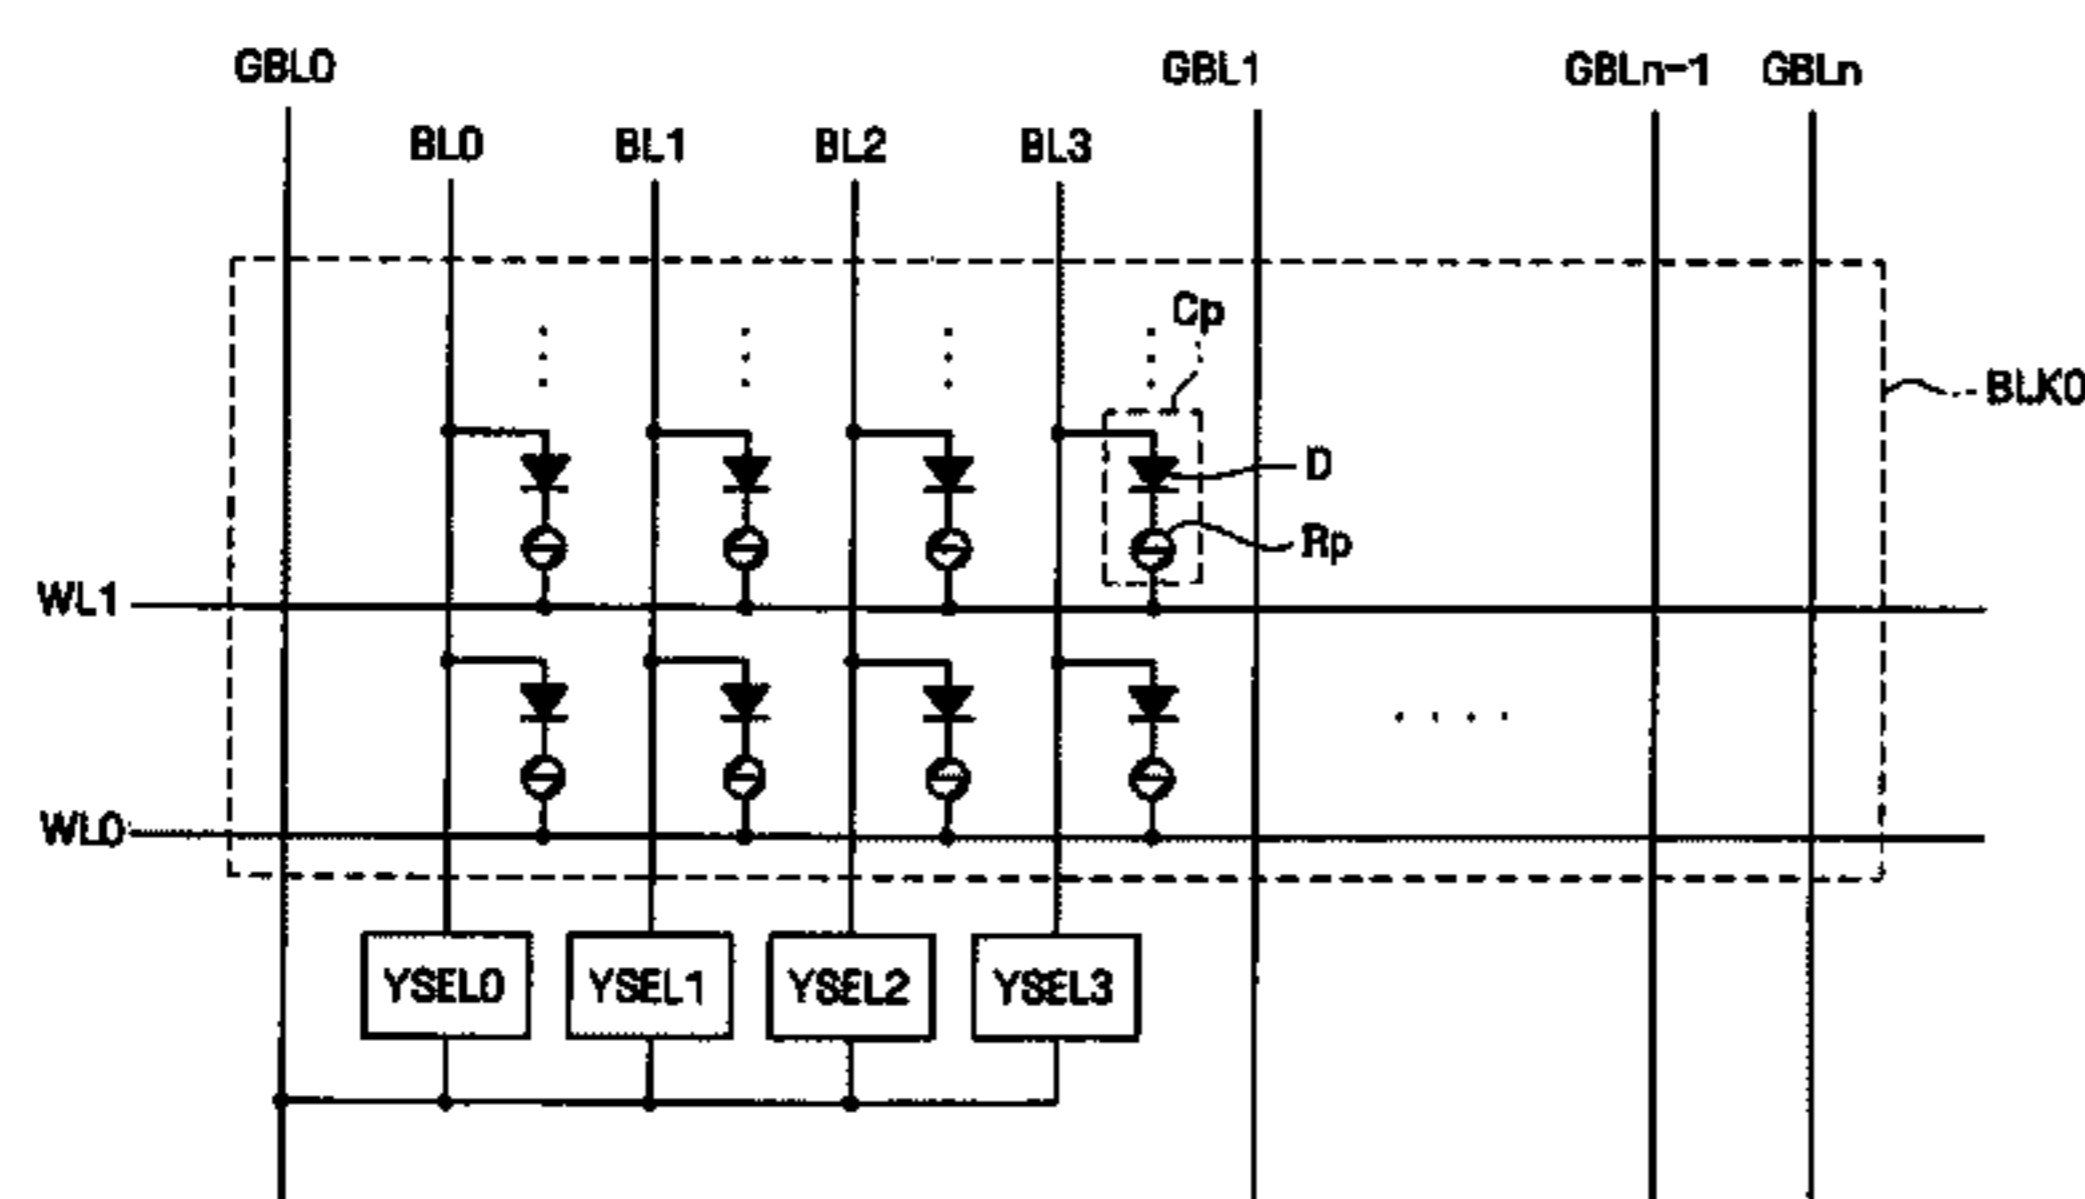 GBL0 GBL1 GBLn-1 GBLn
BL0 BL1 BL2 BL3
Cp
BLK0
D
Rp
WL1
WL0
YSEL0 YSEL1 YSEL2 YSEL3